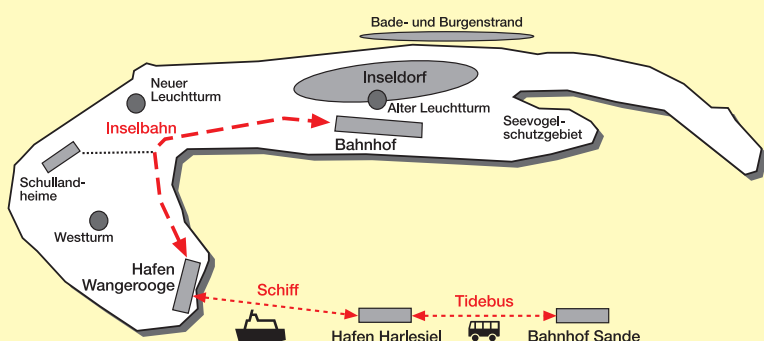 Bade- und Burgenstrand
Inseldorf
Neuer
Leuchtturm
Alter Leuchtturm
Inselbahn
Seevogel-
schutzgebiet
Bahnhof
Schulland-
heime
Westturm
Hafen
Wangerooge
Schiff
Tidebus
Hafen Harlesiel
Bahnhof Sande